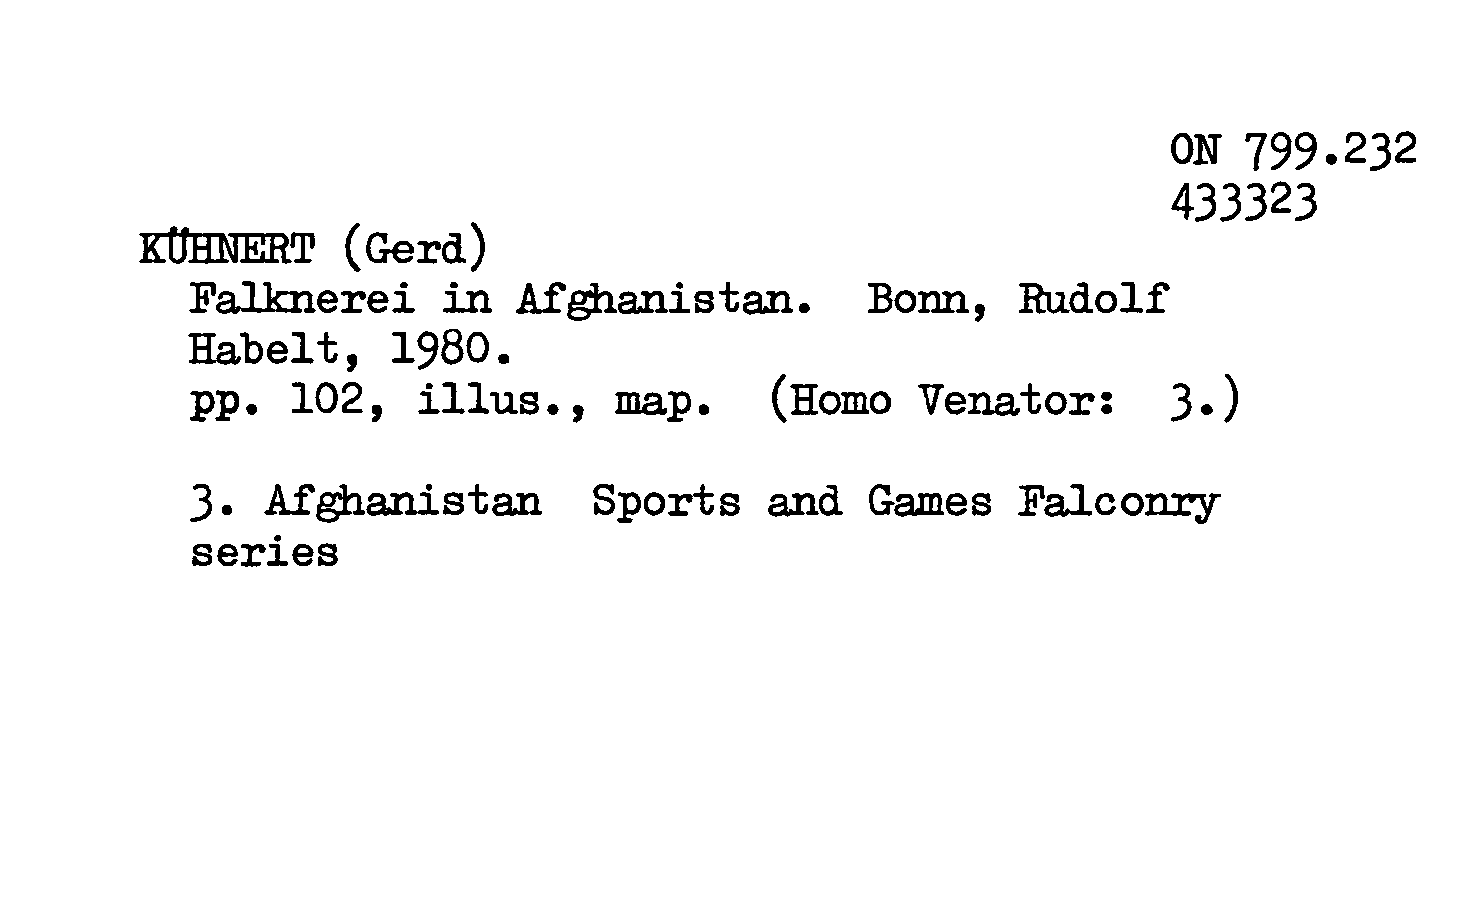 ON 799.232
433323
KÜHNERT (Gerd)
Falknerei in Afghanistan. Bonn, Rudolf
Habelt, 1980.
pp. 102, illus., map. (Homo Venator: 3.)
3. Afghanistan Sports and Games Falconry
series